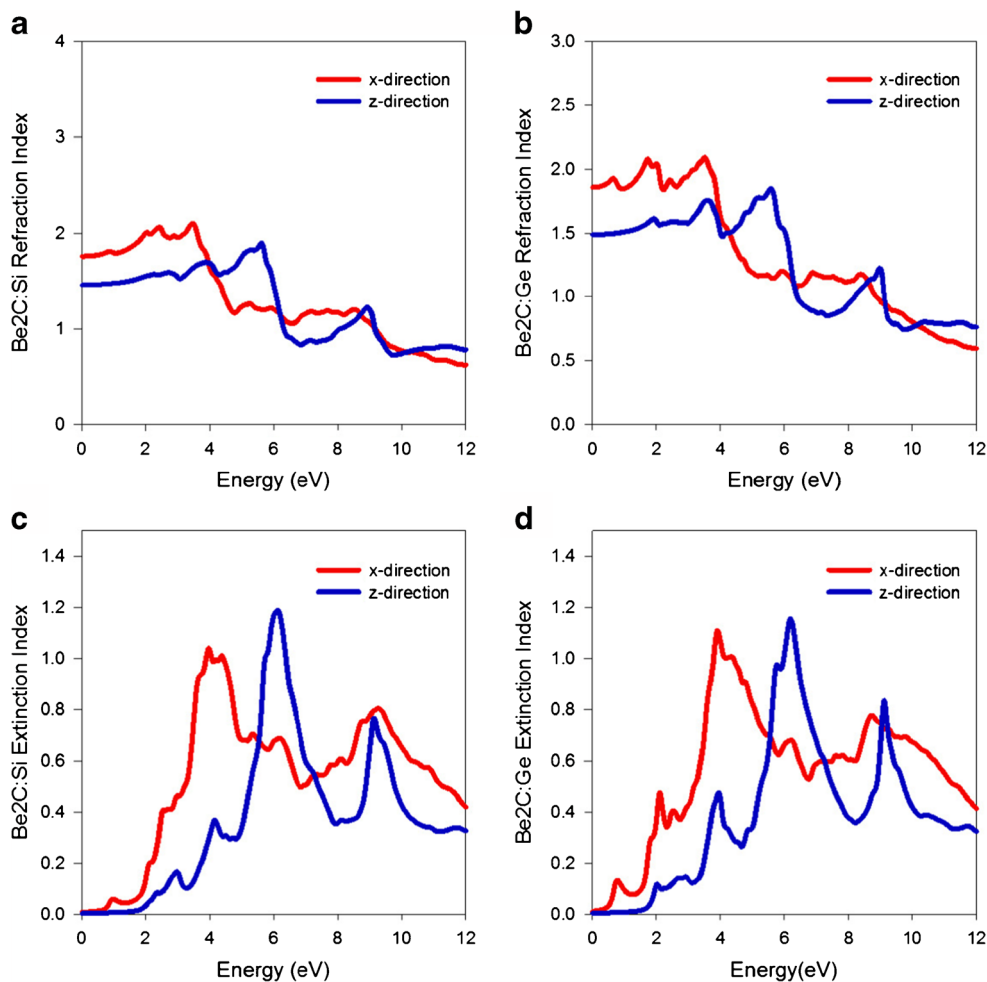 a
4
3
2
1
0
0 2 4 6 8 10 12
Be2C:Si Refraction Index
Energy (eV)
x-direction
z-direction
b
3.0
2.5
2.0
1.5
1.0
0.5
0.0
0 2 4 6 8 10 12
Be2C:Ge Refraction Index
Energy (eV)
x-direction
z-direction
c
1.4
1.2
1.0
0.8
0.6
0.4
0.2
0.0
0 2 4 6 8 10 12
Be2C:Si Extinction Index
Energy (eV)
x-direction
z-direction
d
1.4
1.2
1.0
0.8
0.6
0.4
0.2
0.0
0 2 4 6 8 10 12
Be2C:Ge Extinction Index
Energy(eV)
x-direction
z-direction